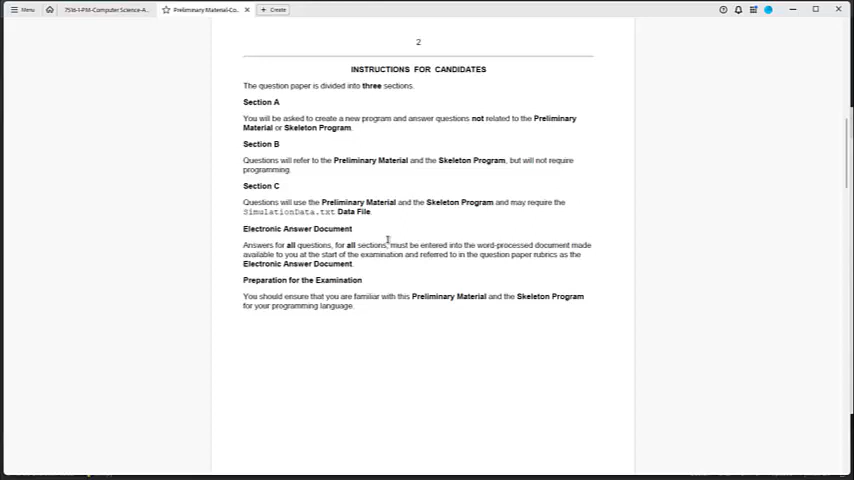 Menu
7516-1-PM-Computer Science-A...
Preliminary Material-Co...
Create
2
INSTRUCTIONS FOR CANDIDATES
The question paper is divided into three sections.
Section A
You will be asked to create a new program and answer questions not related to the Preliminary
Material or Skeleton Program.
Section B
Questions will refer to the Preliminary Material and the Skeleton Program, but will not require
programming.
Section C
Questions will use the Preliminary Material and the Skeleton Program and may require the
SimulationData.txt Data File.
Electronic Answer Document
Answers for all questions, for all sections, must be entered into the word-processed document made
available to you at the start of the examination and referred to in the question paper rubrics as the
Electronic Answer Document.
Preparation for the Examination
You should ensure that you are familiar with this Preliminary Material and the Skeleton Program
for your programming language.